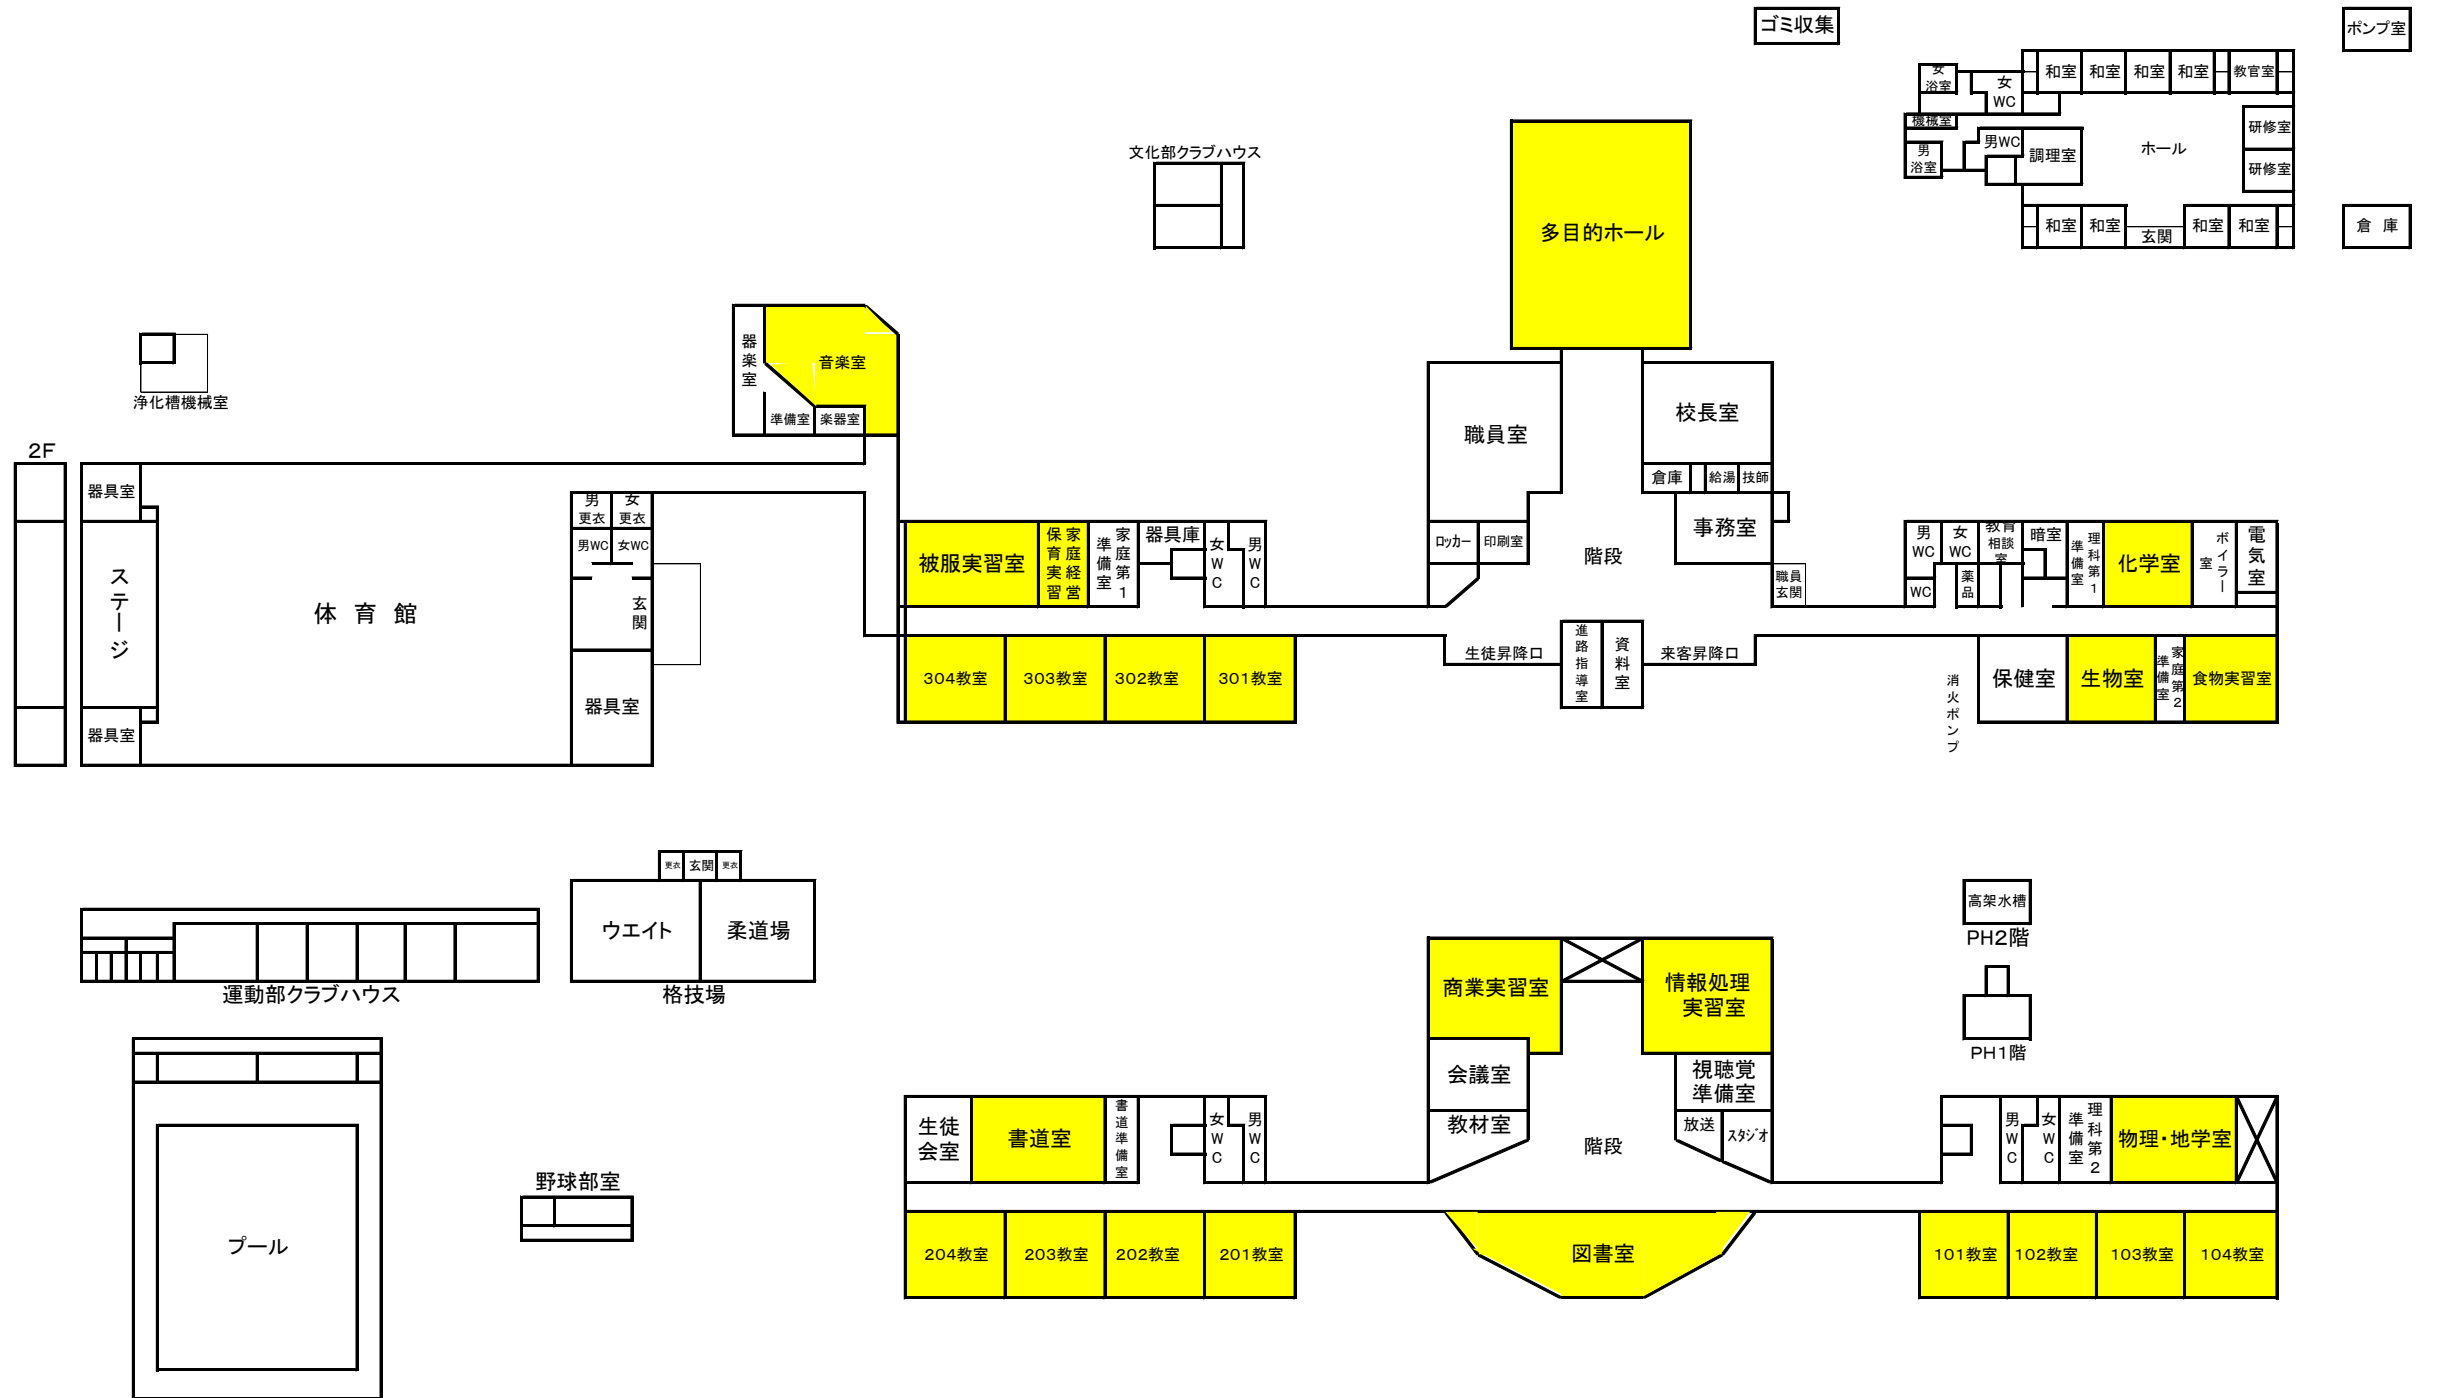 ゴミ収集
ポンプ室
女
浴室
女
WC
和室
和室
和室
和室
教官室
機械室
男
浴室
男WC
調理室
ホール
研修室
研修室
和室
和室
玄関
和室
和室
倉 庫
文化部クラブハウス
多目的ホール
浄化槽機械室
器楽室
音楽室
準備室
楽器室
職員室
校長室
倉庫
給湯
技師
事務室
ロッカー
印刷室
階段
職員
玄関
2F
器具室
ステージ
器具室
体 育 館
男
更衣
女
更衣
男WC
女WC
玄関
器具室
被服実習室
家庭経営
保育実習
家庭第1
準備室
器具庫
女WC
男WC
304教室
303教室
302教室
301教室
生徒昇降口
進路指導室
資料室
来客昇降口
男
WC
女
WC
教育
相談
室
暗室
WC
薬品
理科第1
準備室
化学室
ボイラー
室
電気室
消火ポンプ
保健室
生物室
家庭第2
準備室
食物実習室
更衣
玄関
更衣
ウエイト
柔道場
格技場
運動部クラブハウス
プール
野球部室
高架水槽
PH2階
PH1階
商業実習室
情報処理
実習室
会議室
教材室
視聴覚
準備室
放送
スタジオ
階段
生徒
会室
書道室
書道準備室
女WC
男WC
204教室
203教室
202教室
201教室
図書室
男WC
女WC
理科第2
準備室
物理・地学室
101教室
102教室
103教室
104教室